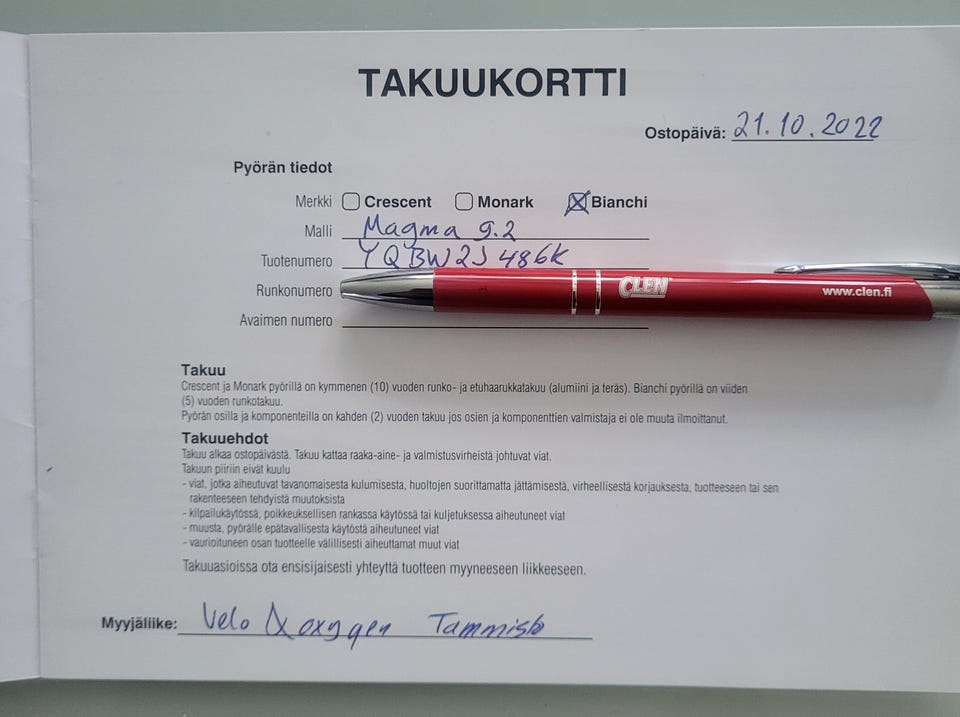 TAKUUKORTTI
Ostopäivä: 21.10.2022
Pyörän tiedot
Merkki Crescent Monark Bianchi
Malli Magma 9.2
Tuotenumero YQBW2J486K
Runkonumero CLEN www.clen.fi
Avaimen numero
Takuu
Crescent ja Monark pyörillä on kymmenen (10) vuoden runko- ja etuhaarukkatakuu (alumiini ja teräs). Bianchi pyörillä on viiden
(5) vuoden runkotakuu.
Pyörän osilla ja komponenteilla on kahden (2) vuoden takuu jos osien ja komponenttien valmistaja ei ole muuta ilmoittanut.
Takuuehdot
Takuu alkaa ostopäivästä. Takuu kattaa raaka-aine- ja valmistusvirheistä johtuvat viat.
Takuun piiriin eivät kuulu
- viat, jotka aiheutuvat tavanomaisesta kulumisesta, huoltojen suorittamatta jättämisestä, virheellisestä korjauksesta, tuotteeseen tai sen
rakenteeseen tehdyistä muutoksista
- kilpailukäytössä, poikkeuksellisen rankassa käytössä tai kuljetuksessa aiheutuneet viat
- muusta, pyörälle epätavallisesta käytöstä aiheutuneet viat
- vaurioituneen osan tuotteelle välillisesti aiheuttamat muut viat
Takuuasioissa ota ensisijaisesti yhteyttä tuotteen myyneeseen liikkeeseen.
Myyjäliike: Velo & oxygen Tammisto